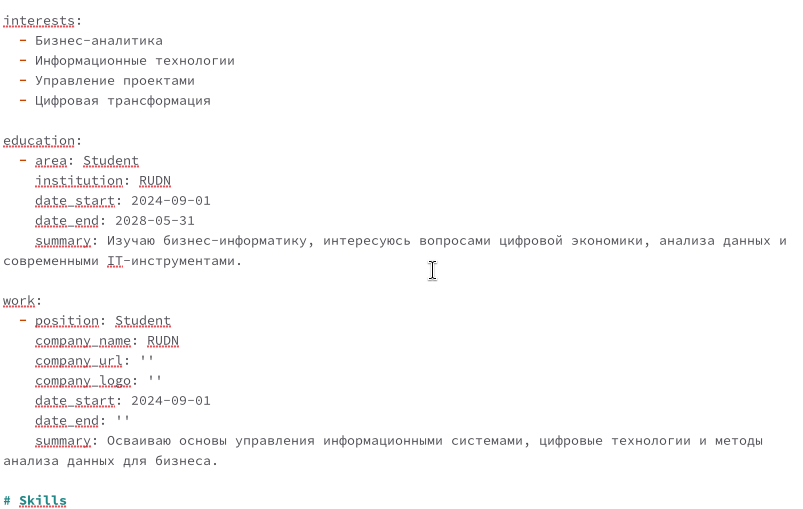 interests:
- Бизнес-аналитика
- Информационные технологии
- Управление проектами
- Цифровая трансформация
education:
- area: Student
institution: RUDN
date_start: 2024-09-01
date_end: 2028-05-31
summary: Изучаю бизнес-информатику, интересуюсь вопросами цифровой экономики, анализа данных и
современными IT-инструментами.
work:
- position: Student
company_name: RUDN
company_url: ''
company_logo: ''
date_start: 2024-09-01
date_end: ''
summary: Осваиваю основы управления информационными системами, цифровые технологии и методы
анализа данных для бизнеса.
# Skills